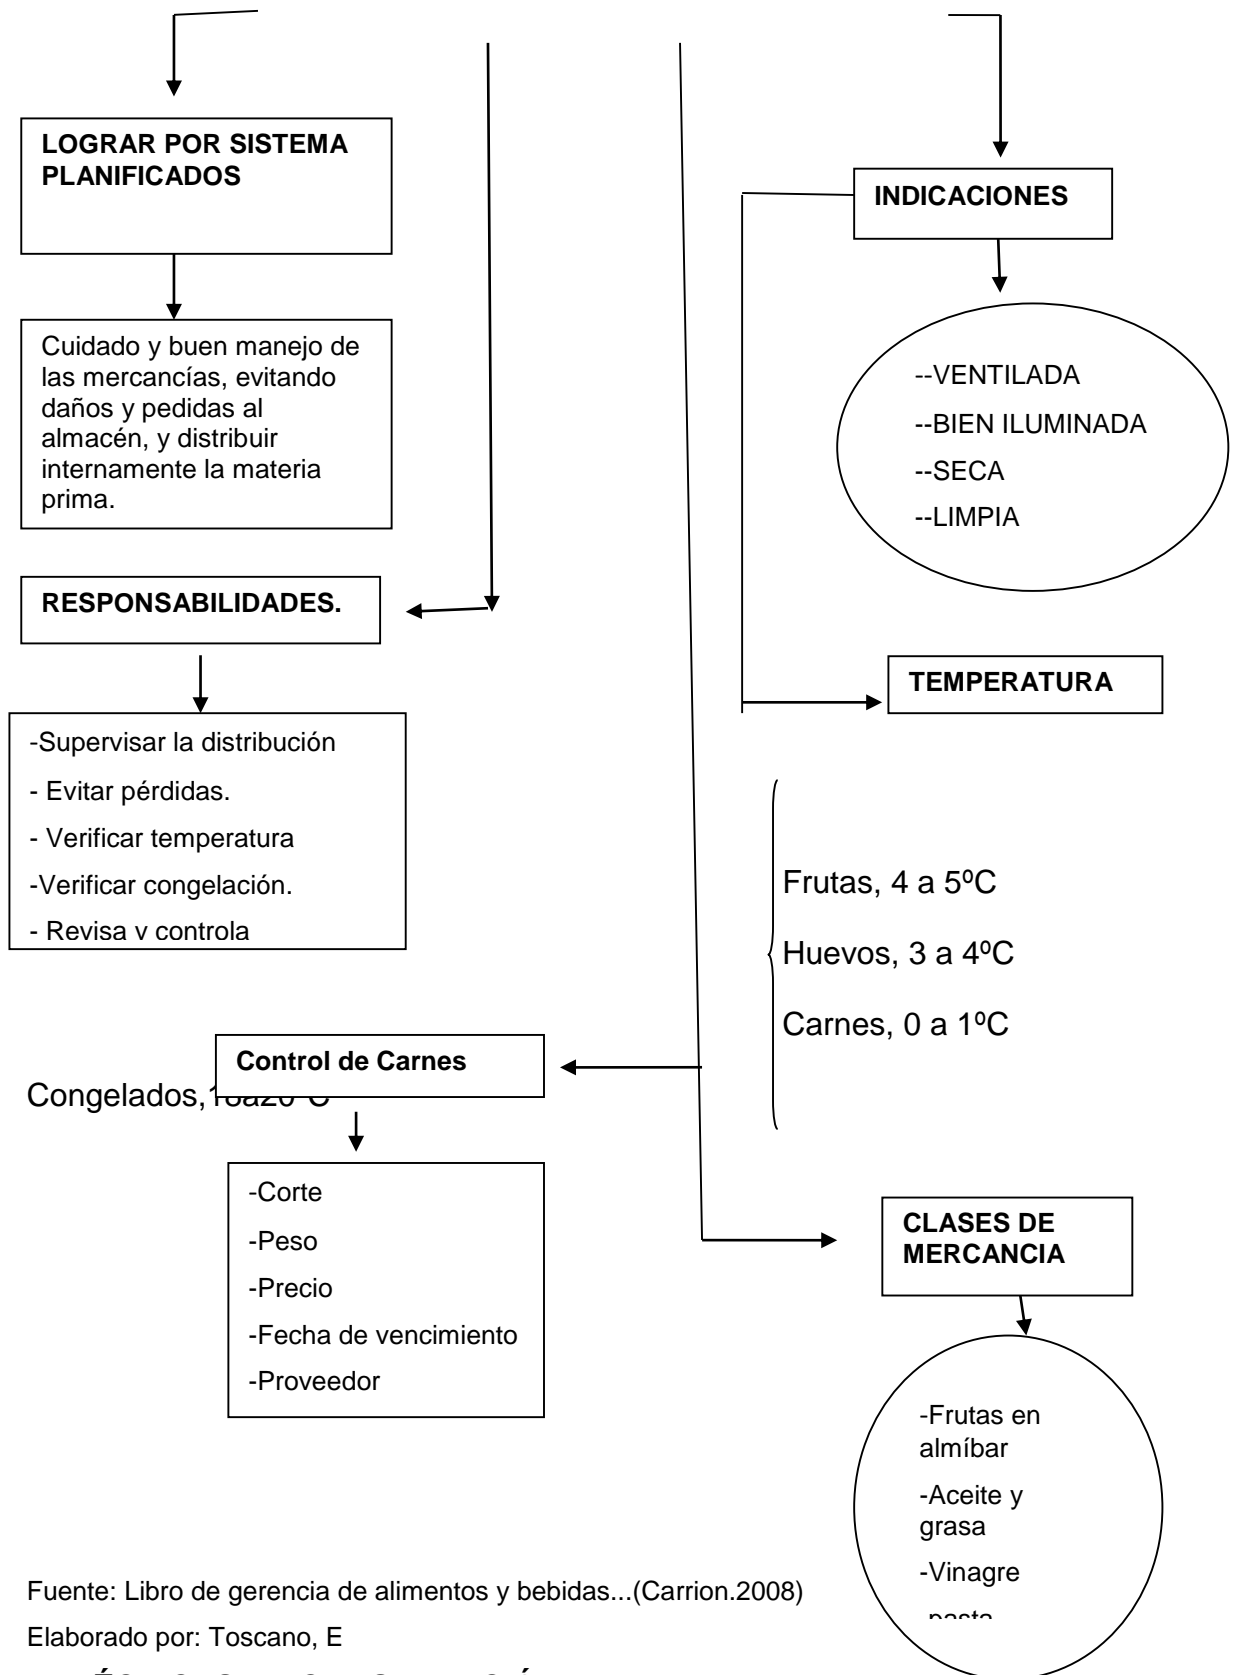 LOGRAR POR SISTEMA
PLANIFICADOS
Cuidado y buen manejo de
las mercancías, evitando
daños y pedidas al
almacén, y distribuir
internamente la materia
prima.
RESPONSABILIDADES.
-Supervisar la distribución
- Evitar pérdidas.
- Verificar temperatura
-Verificar congelación.
- Revisa y controla
INDICACIONES
--VENTILADA
--BIEN ILUMINADA
--SECA
--LIMPIA
TEMPERATURA
Frutas, 4 a 5ºC
Huevos, 3 a 4ºC
Carnes, 0 a 1ºC
Control de Carnes
Congelados,
-Corte
-Peso
-Precio
-Fecha de vencimiento
-Proveedor
CLASES DE
MERCANCIA
-Frutas en
almíbar
-Aceite y
grasa
-Vinagre
Fuente: Libro de gerencia de alimentos y bebidas...(Carrion.2008)
Elaborado por: Toscano, E